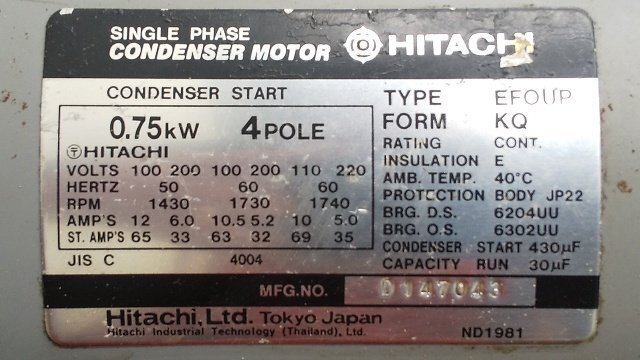 SINGLE PHASE
CONDENSER MOTOR HITACHI
CONDENSER START
0.75kW 4 POLE
HITACHI
VOLTS 100 200 100 200 110 220
HERTZ 50 60 60
RPM 1430 1730 1740
AMP'S 12 6.0 10.5 5.2 10 5.0
ST. AMP'S 65 33 63 32 69 35
JIS C 4004
TYPE EFOUP
FORM KQ
RATING CONT.
INSULATION E
AMB. TEMP. 40°C
PROTECTION BODY JP22
BRG. D.S. 6204UU
BRG. O.S. 6302UU
CONDENSER START 430µF
CAPACITY RUN 30µF
MFG.NO. D147043
Hitachi, Ltd. Tokyo Japan
Hitachi Industrial Technology (Thailand), Ltd. ND1981